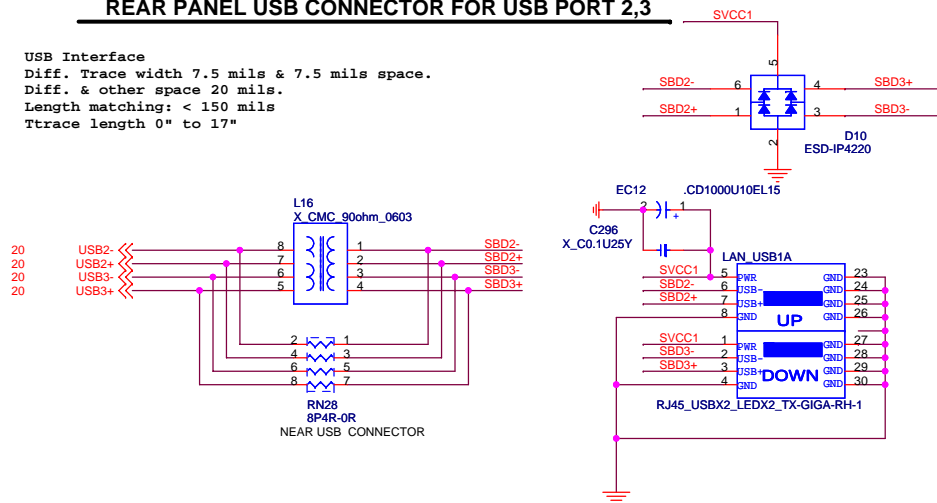 REAR PANEL USB CONNECTOR FOR USB PORT 2,3
USB Interface
Diff. Trace width 7.5 mils & 7.5 mils space.
Diff. & other space 20 mils.
Length matching: < 150 mils
Ttrace length 0" to 17"
SVCC1
5
SBD2- 6 4 SBD3+
SBD2+ 1 3 SBD3-
2
D10
ESD-IP4220
L16
X_CMC_90ohm_0603
20 USB2- 8 1 SBD2-
20 USB2+ 7 2 SBD2+
20 USB3- 6 3 SBD3-
20 USB3+ 5 4 SBD3+
2 1
4 3
6 5
8 7
RN28
8P4R-0R
NEAR USB CONNECTOR
EC12 .CD1000U10EL15
2 1
+
C296
X_C0.1U25Y
LAN_USB1A
SVCC1 5 PWR GND 23
SBD2- 6 USB- GND 24
SBD2+ 7 USB+ GND 25
8 GND GND 26
UP
SVCC1 1 PWR GND 27
SBD3- 2 USB- GND 28
SBD3+ 3 USB+ GND 29
4 GND GND 30
DOWN
RJ45_USBX2_LEDX2_TX-GIGA-RH-1